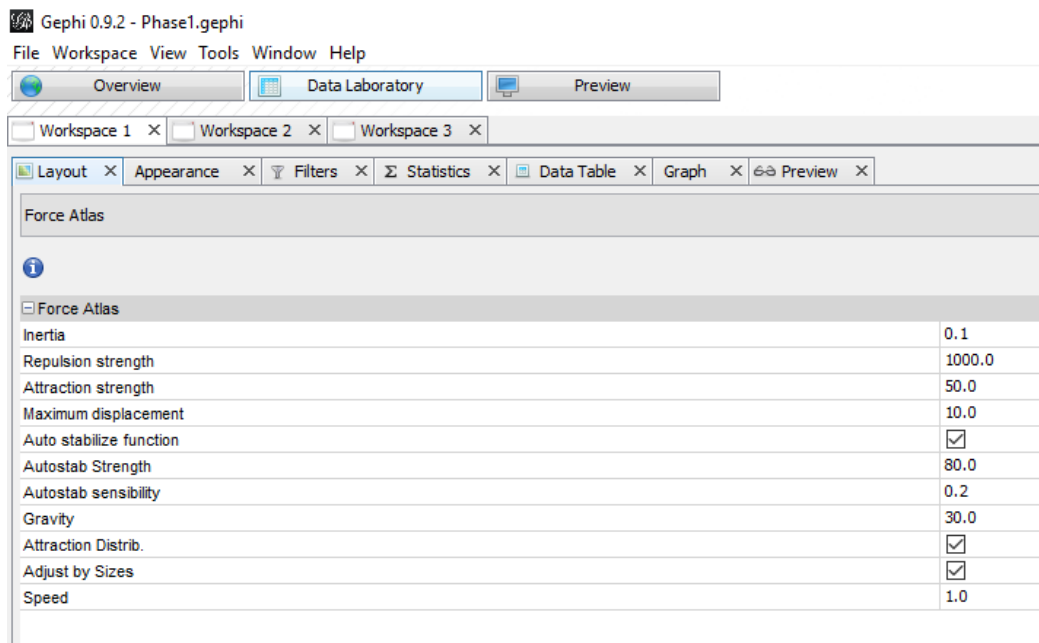 Gephi 0.9.2 - Phase1.gephi
File Workspace View Tools Window Help
Overview Data Laboratory Preview
Workspace 1 Workspace 2 Workspace 3
Layout Appearance Filters Σ Statistics Data Table Graph Preview
Force Atlas
Force Atlas
Inertia 0.1
Repulsion strength 1000.0
Attraction strength 50.0
Maximum displacement 10.0
Auto stabilize function
Autostab Strength 80.0
Autostab sensibility 0.2
Gravity 30.0
Attraction Distrib.
Adjust by Sizes
Speed 1.0